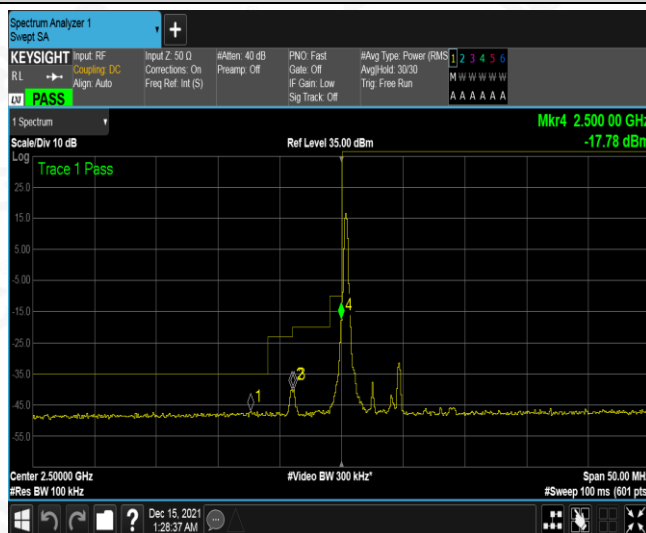 Spectrum Analyzer 1
Swept SA
+
KEYSIGHT
RL
LXI PASS
Input: RF
Coupling: DC
Align: Auto
Input Z: 50 Ω
Corrections: On
Freq Ref: Int (S)
#Atten: 40 dB
Preamp: Off
PNO: Fast
Gate: Off
IF Gain: Low
Sig Track: Off
#Avg Type: Power (RMS
Avg|Hold: 30/30
Trig: Free Run
1 2 3 4 5 6
M W W W W W
A A A A A A
1 Spectrum
Mkr4 2.500 00 GHz
Scale/Div 10 dB
Ref Level 35.00 dBm
-17.78 dBm
Log
Trace 1 Pass
25.0
15.0
5.00
-5.00
-15.0
4
-25.0
-35.0
2
1
-45.0
-55.0
Center 2.50000 GHz
#Video BW 300 kHz*
Span 50.00 MHz
#Res BW 100 kHz
#Sweep 100 ms (601 pts
?
Dec 15, 2021
1:28:37 AM